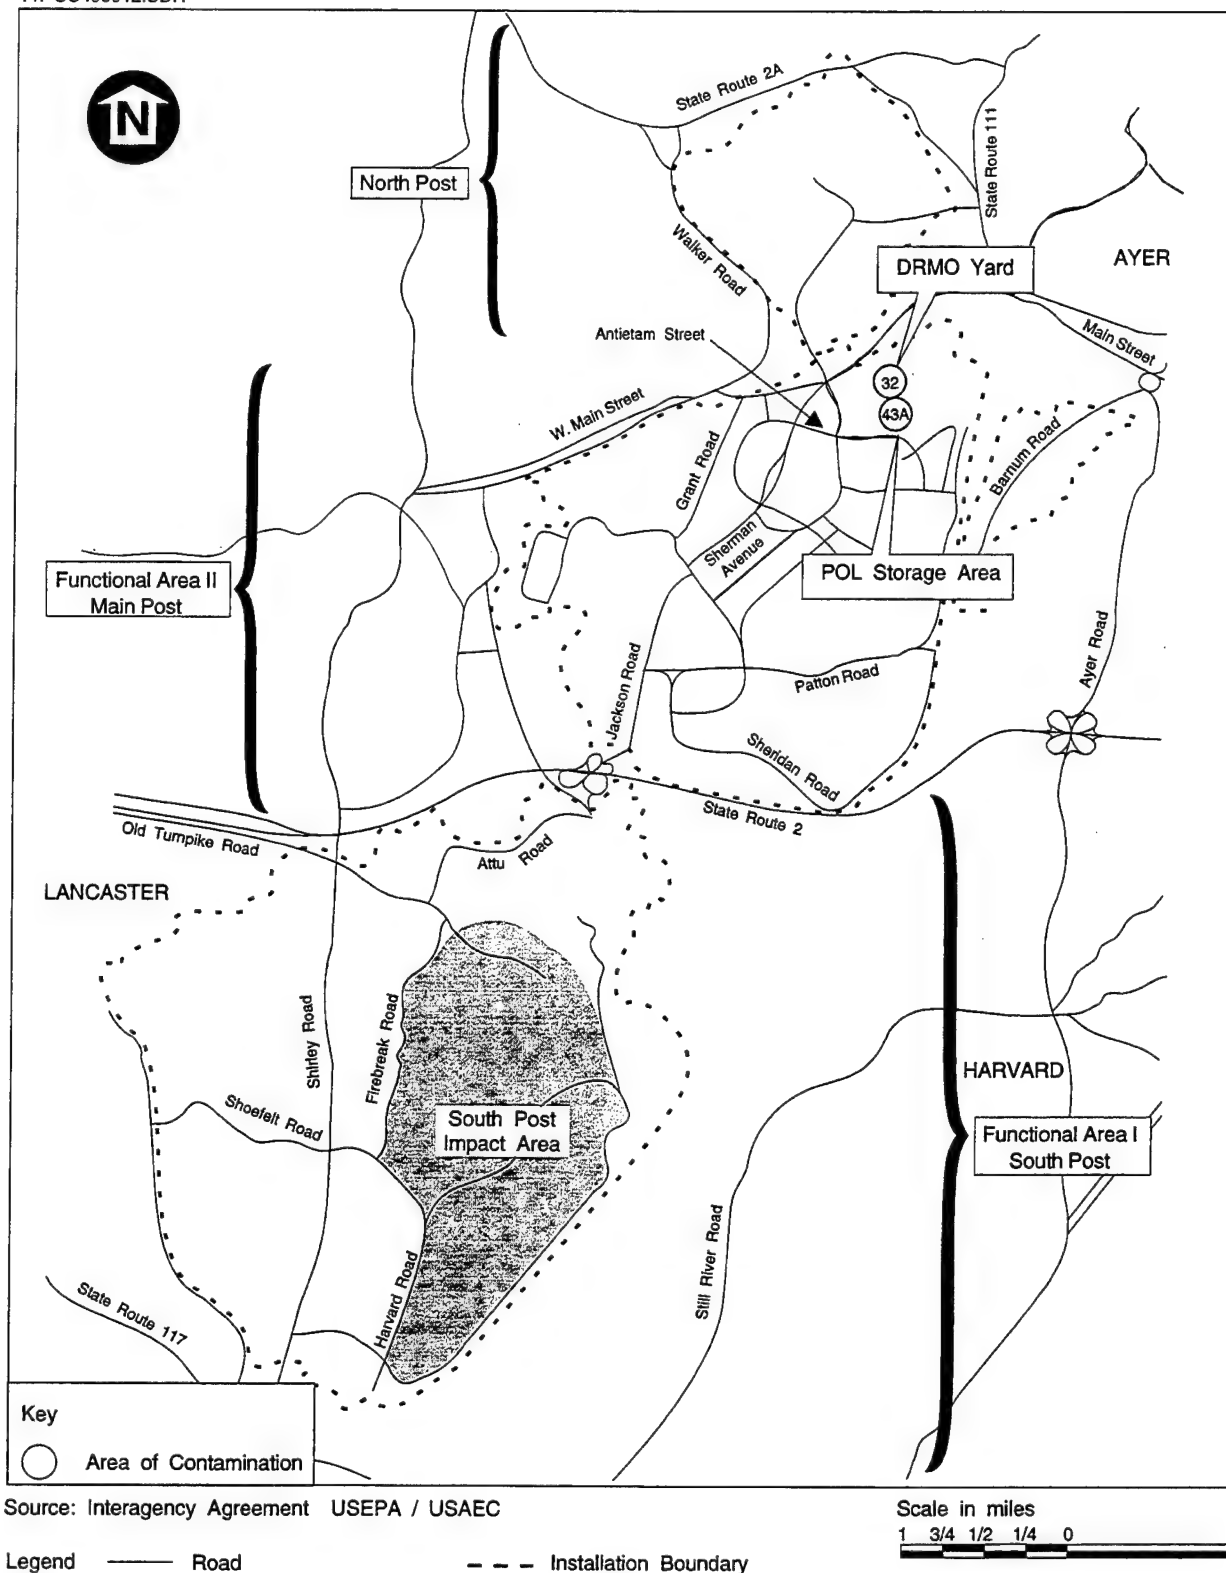 N
State Route 2A
State Route 111
North Post
AYER
Walker Road
DRMO Yard
Antietam Street
Main Street
32
43A
W. Main Street
Grant Road
Barnum Road
Sherman
Avenue
Functional Area II
Main Post
POL Storage Area
Jackson Road
Patton Road
Ayer Road
Sheridan Road
State Route 2
Old Turnpike Road
Attu Road
LANCASTER
Shirley Road
Firebreak Road
HARVARD
Shoefelt Road
South Post
Impact Area
Functional Area I
South Post
Still River Road
Harvard Road
State Route 117
Key
Area of Contamination
Source: Interagency Agreement USEPA / USAEC
Scale in miles
1 3/4 1/2 1/4 0
Legend Road Installation Boundary